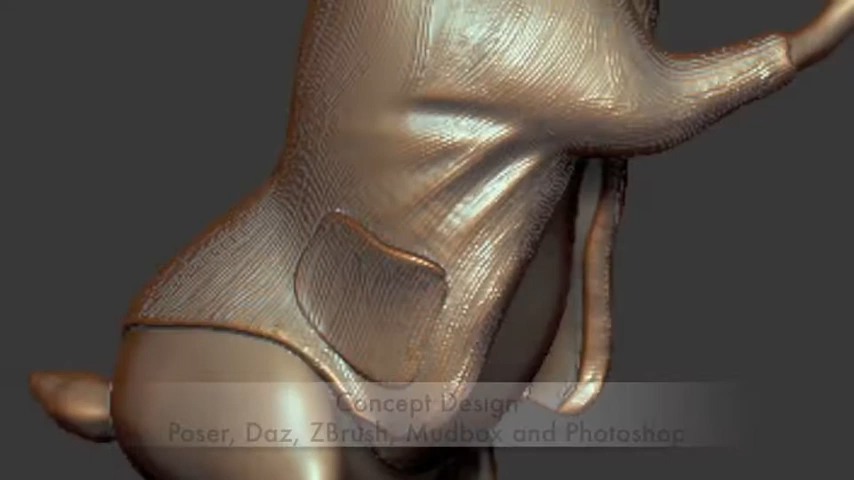 Concept Design
Poser, Daz, ZBrush, Mudbox and Photoshop